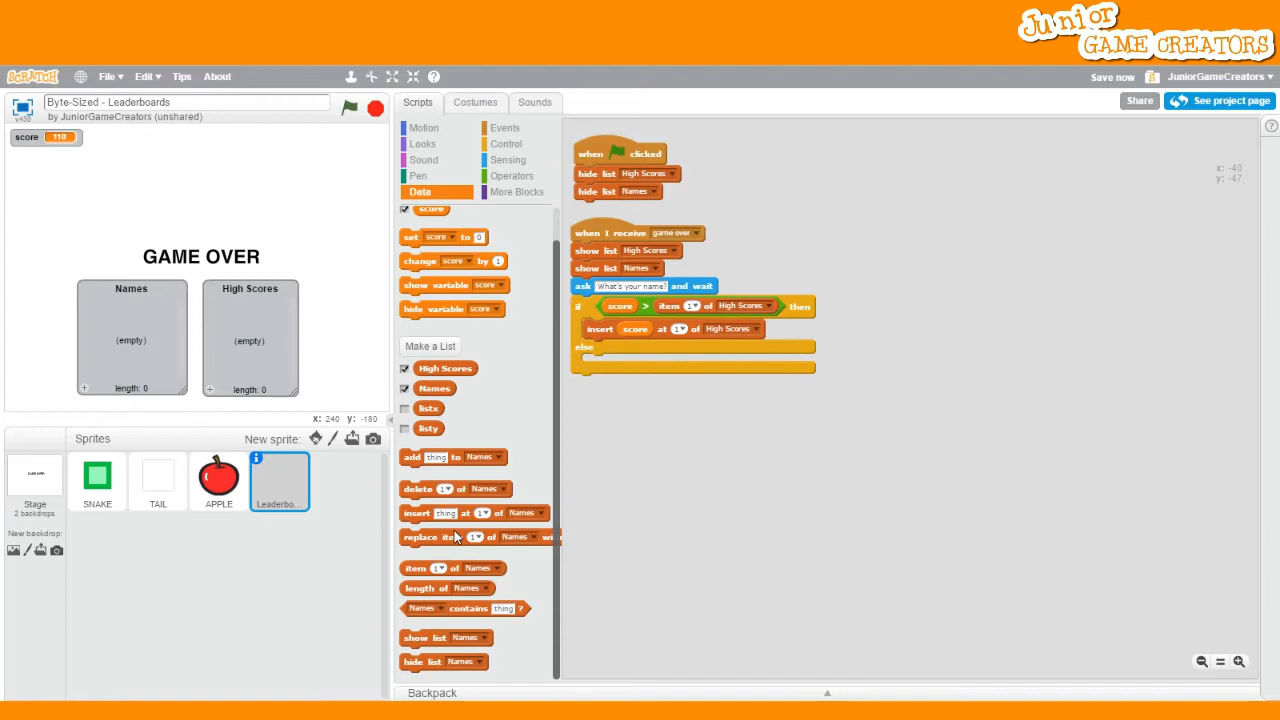 Junior
GAME CREATORS
SCRATCH File Edit Tips About Save now JuniorGameCreators
Byte-Sized - Leaderboards
by JuniorGameCreators (unshared)
v456
Scripts Costumes Sounds
Share See project page
score 110
GAME OVER
Names
(empty)
length: 0
High Scores
(empty)
length: 0
x: 240 y: -180
Sprites New sprite:
Stage
2 backdrops
New backdrop:
SNAKE
TAIL
APPLE
Leaderbo...
Motion Events
Looks Control
Sound Sensing
Pen Operators
Data More Blocks
score
set score to 0
change score by 1
show variable score
hide variable score
Make a List
High Scores
Names
listx
listy
add thing to Names
delete 1 of Names
insert thing at 1 of Names
replace item 1 of Names wi
item 1 of Names
length of Names
Names contains thing ?
show list Names
hide list Names
when clicked
hide list High Scores
hide list Names
when I receive game over
show list High Scores
show list Names
ask What's your name? and wait
if score > item 1 of High Scores then
insert score at 1 of High Scores
else
x: -40
y: -47
Backpack